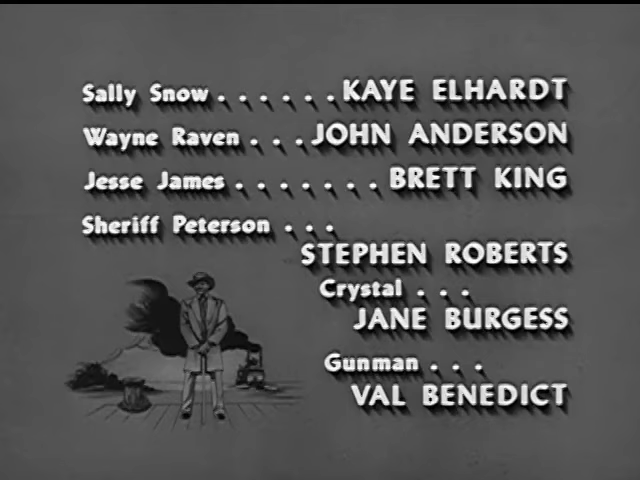 Sally Snow . . . . . . KAYE ELHARDT
Wayne Raven . . . JOHN ANDERSON
Jesse James . . . . . . . BRETT KING
Sheriff Peterson . . .
STEPHEN ROBERTS
Crystal . . .
JANE BURGESS
Gunman . . .
VAL BENEDICT